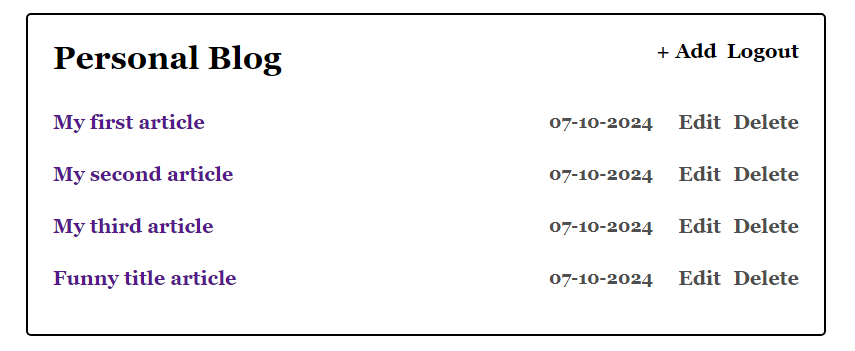 Personal Blog + Add Logout
My first article 07-10-2024 Edit Delete
My second article 07-10-2024 Edit Delete
My third article 07-10-2024 Edit Delete
Funny title article 07-10-2024 Edit Delete